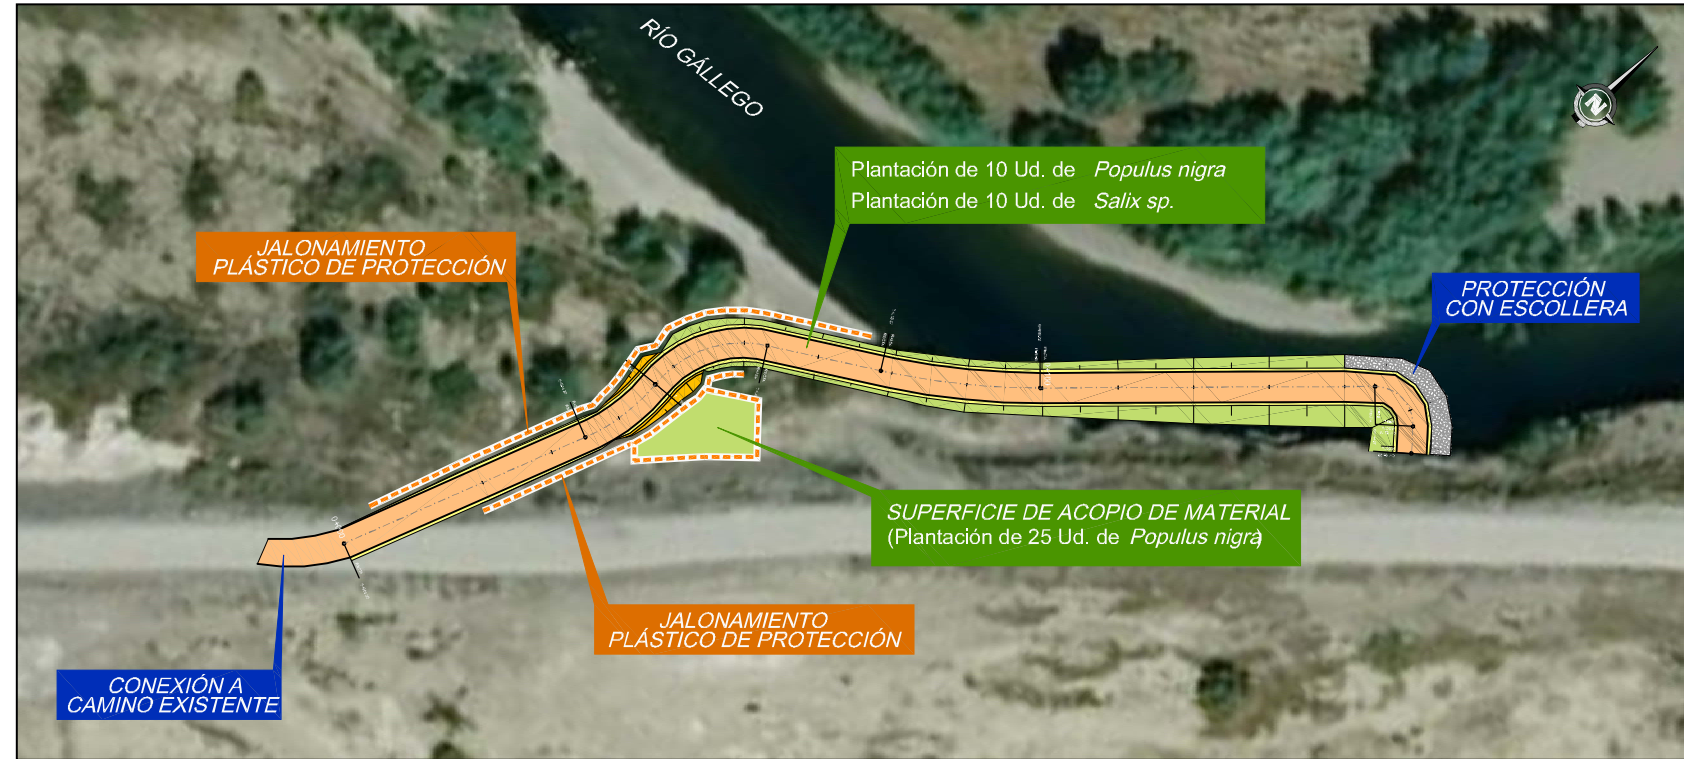 RÍO GÁLLEGO
N
Plantación de 10 Ud. de Populus nigra
Plantación de 10 Ud. de Salix sp.
JALONAMIENTO
PLÁSTICO DE PROTECCIÓN
PROTECCIÓN
CON ESCOLLERA
SUPERFICIE DE ACOPIO DE MATERIAL
(Plantación de 25 Ud. de Populus nigra)
JALONAMIENTO
PLÁSTICO DE PROTECCIÓN
CONEXIÓN A
CAMINO EXISTENTE